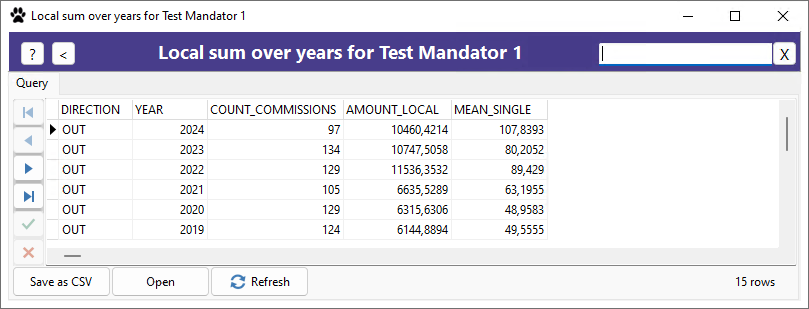 Local sum over years for Test Mandator 1
? < Local sum over years for Test Mandator 1 X
Query
DIRECTION YEAR COUNT_COMMISSIONS AMOUNT_LOCAL MEAN_SINGLE
OUT 2024 97 10460,4214 107,8393
OUT 2023 134 10747,5058 80,2052
OUT 2022 129 11536,3532 89,429
OUT 2021 105 6635,5289 63,1955
OUT 2020 129 6315,6306 48,9583
OUT 2019 124 6144,8894 49,5555
Save as CSV Open Refresh 15 rows